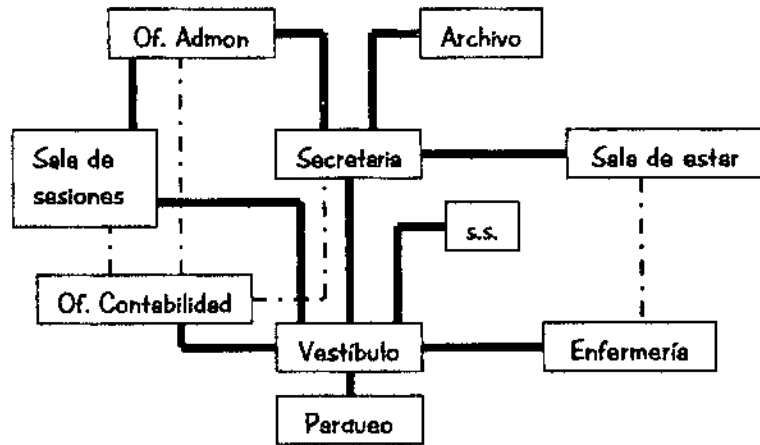 Of. Admon
Archivo
Sala de
sesiones
Secretaria
Sala de estar
s.s.
Of. Contabilidad
Vestíbulo
Enfermería
Parqueo